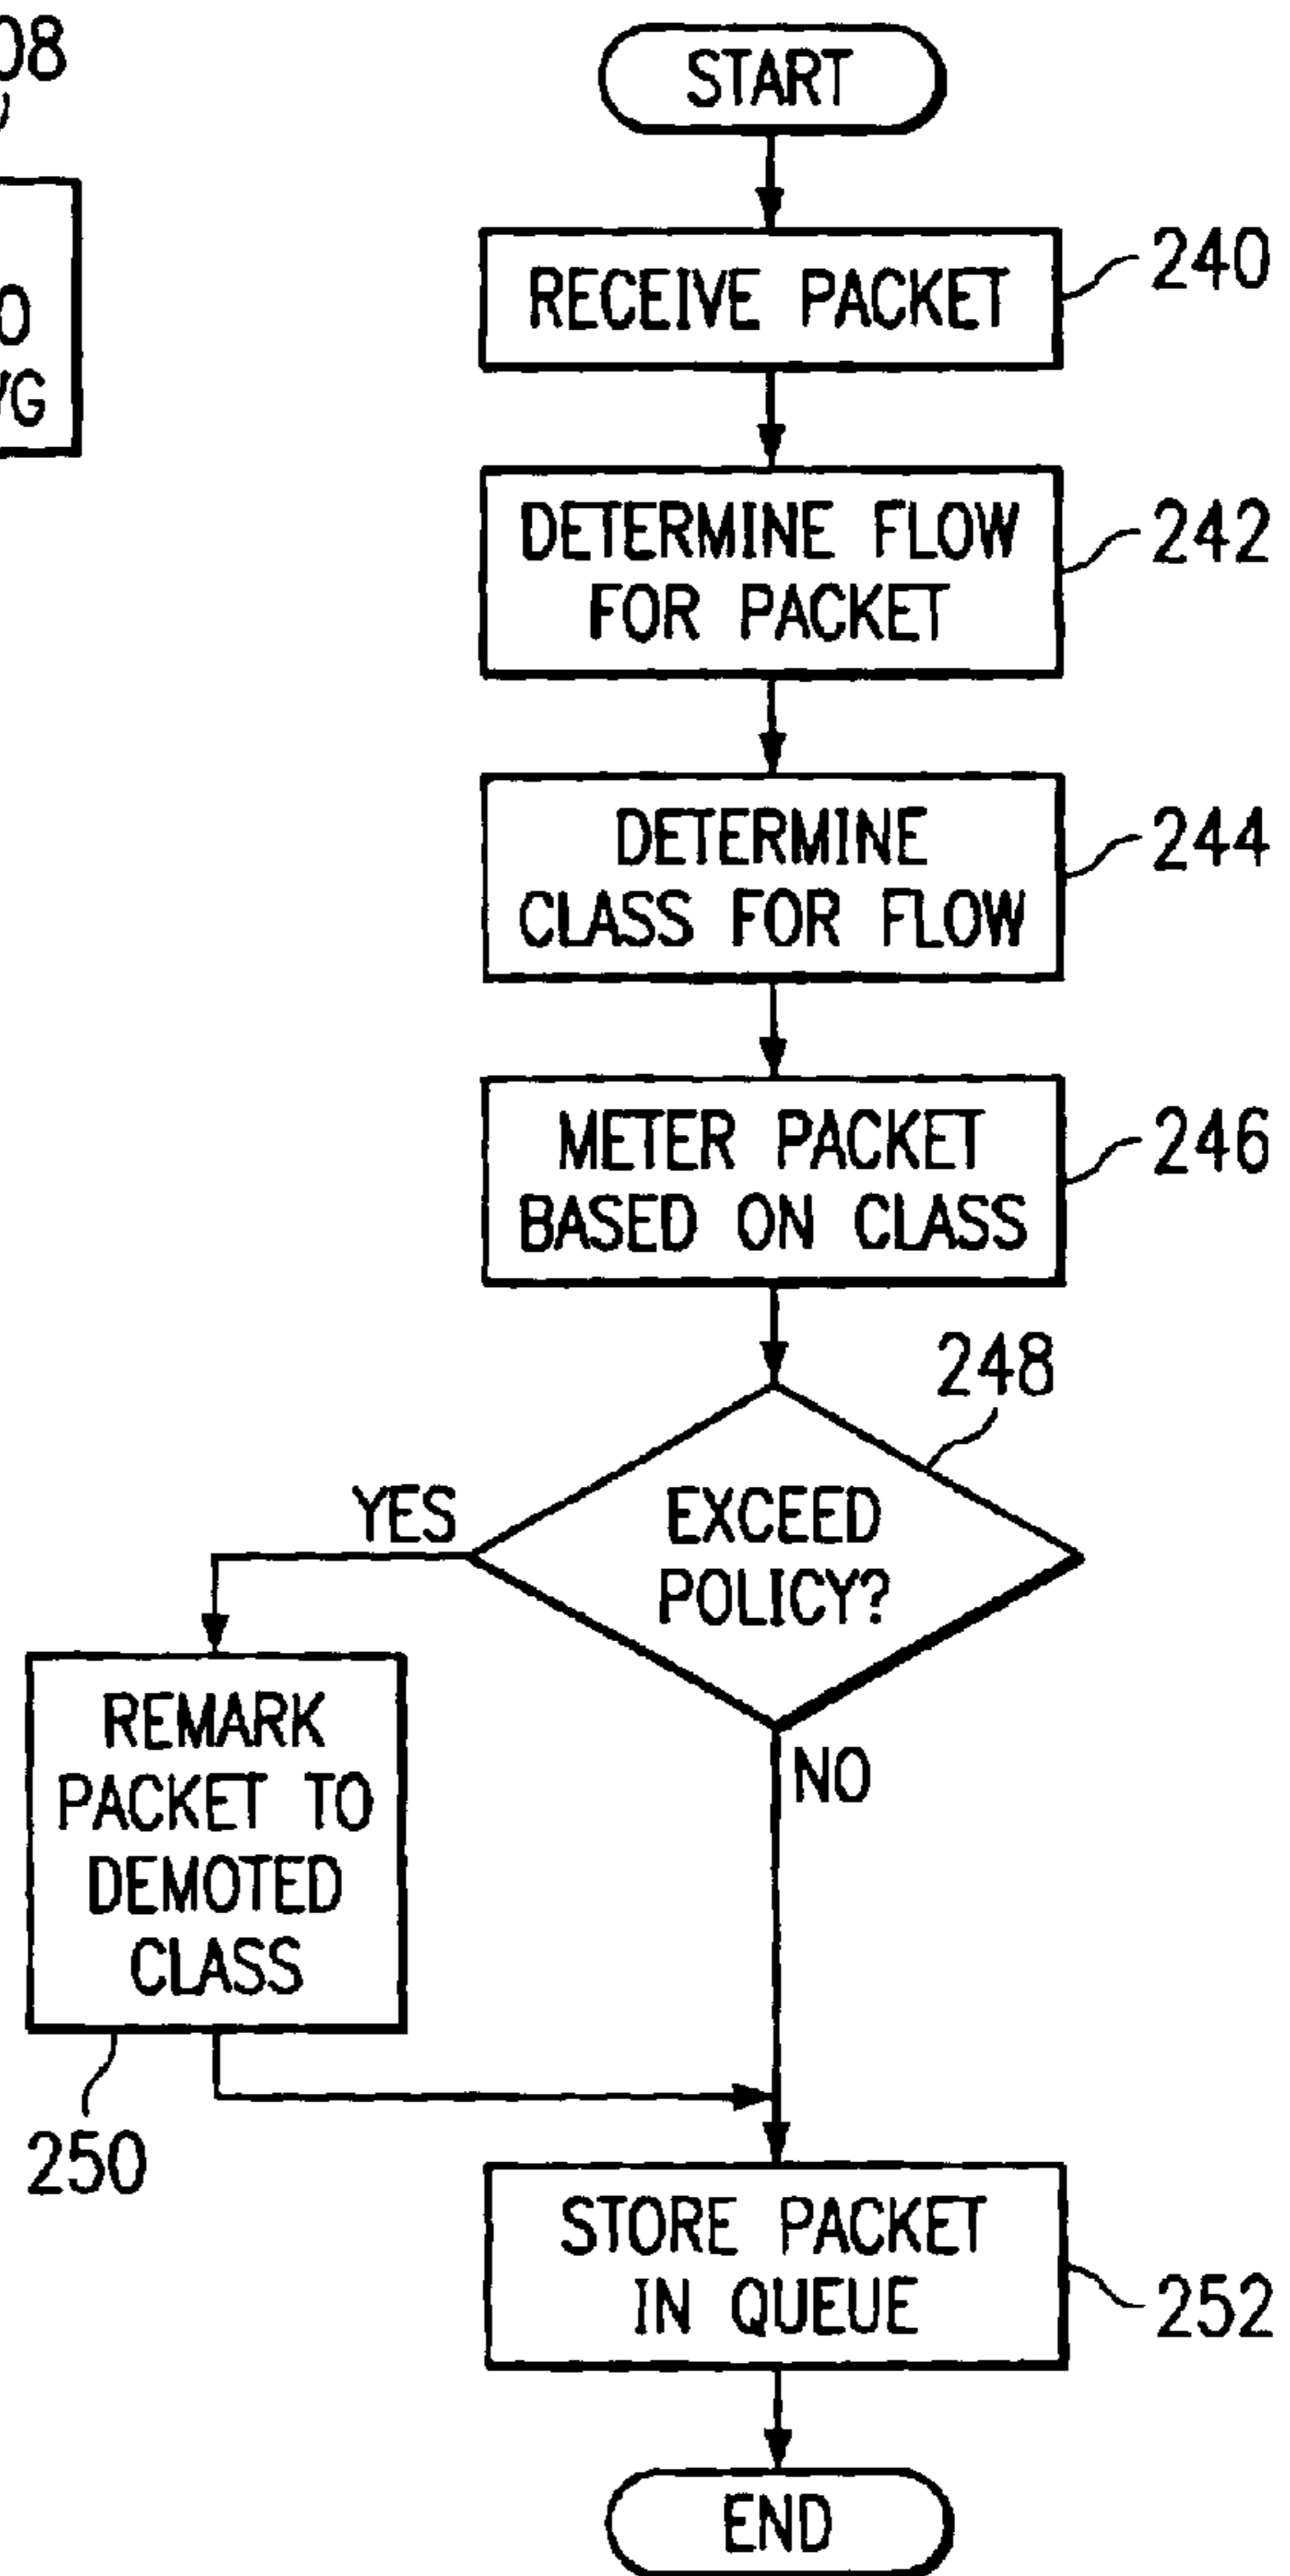 START
RECEIVE PACKET
240
DETERMINE FLOW
FOR PACKET
242
DETERMINE
CLASS FOR FLOW
244
METER PACKET
BASED ON CLASS
246
248
EXCEED
POLICY?
YES
NO
REMARK
PACKET TO
DEMOTED
CLASS
250
STORE PACKET
IN QUEUE
252
END